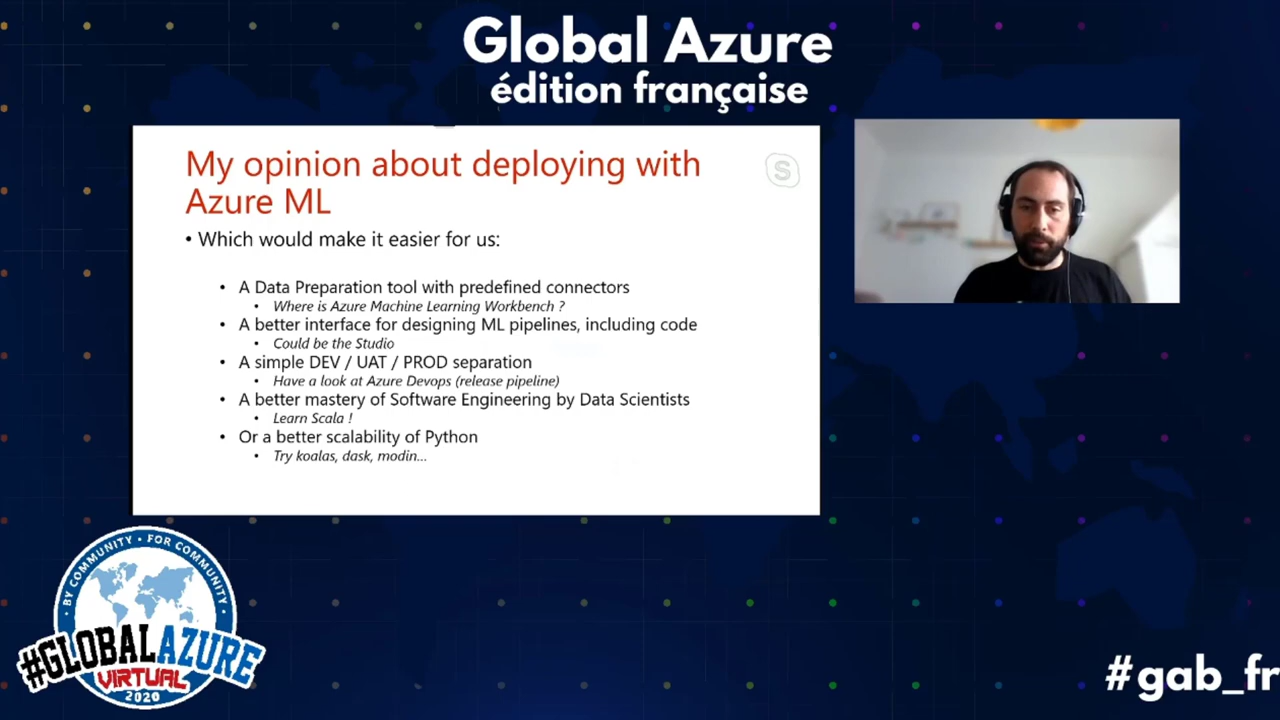 Global Azure
édition française
My opinion about deploying with
Azure ML
S
• Which would make it easier for us:
• A Data Preparation tool with predefined connectors
• Where is Azure Machine Learning Workbench ?
• A better interface for designing ML pipelines, including code
• Could be the Studio
• A simple DEV / UAT / PROD separation
• Have a look at Azure Devops (release pipeline)
• A better mastery of Software Engineering by Data Scientists
• Learn Scala !
• Or a better scalability of Python
• Try koalas, dask, modin...
• BY COMMUNITY • FOR COMMUNITY •
#GLOBALAZURE
VIRTUAL
2020
#gab_fr